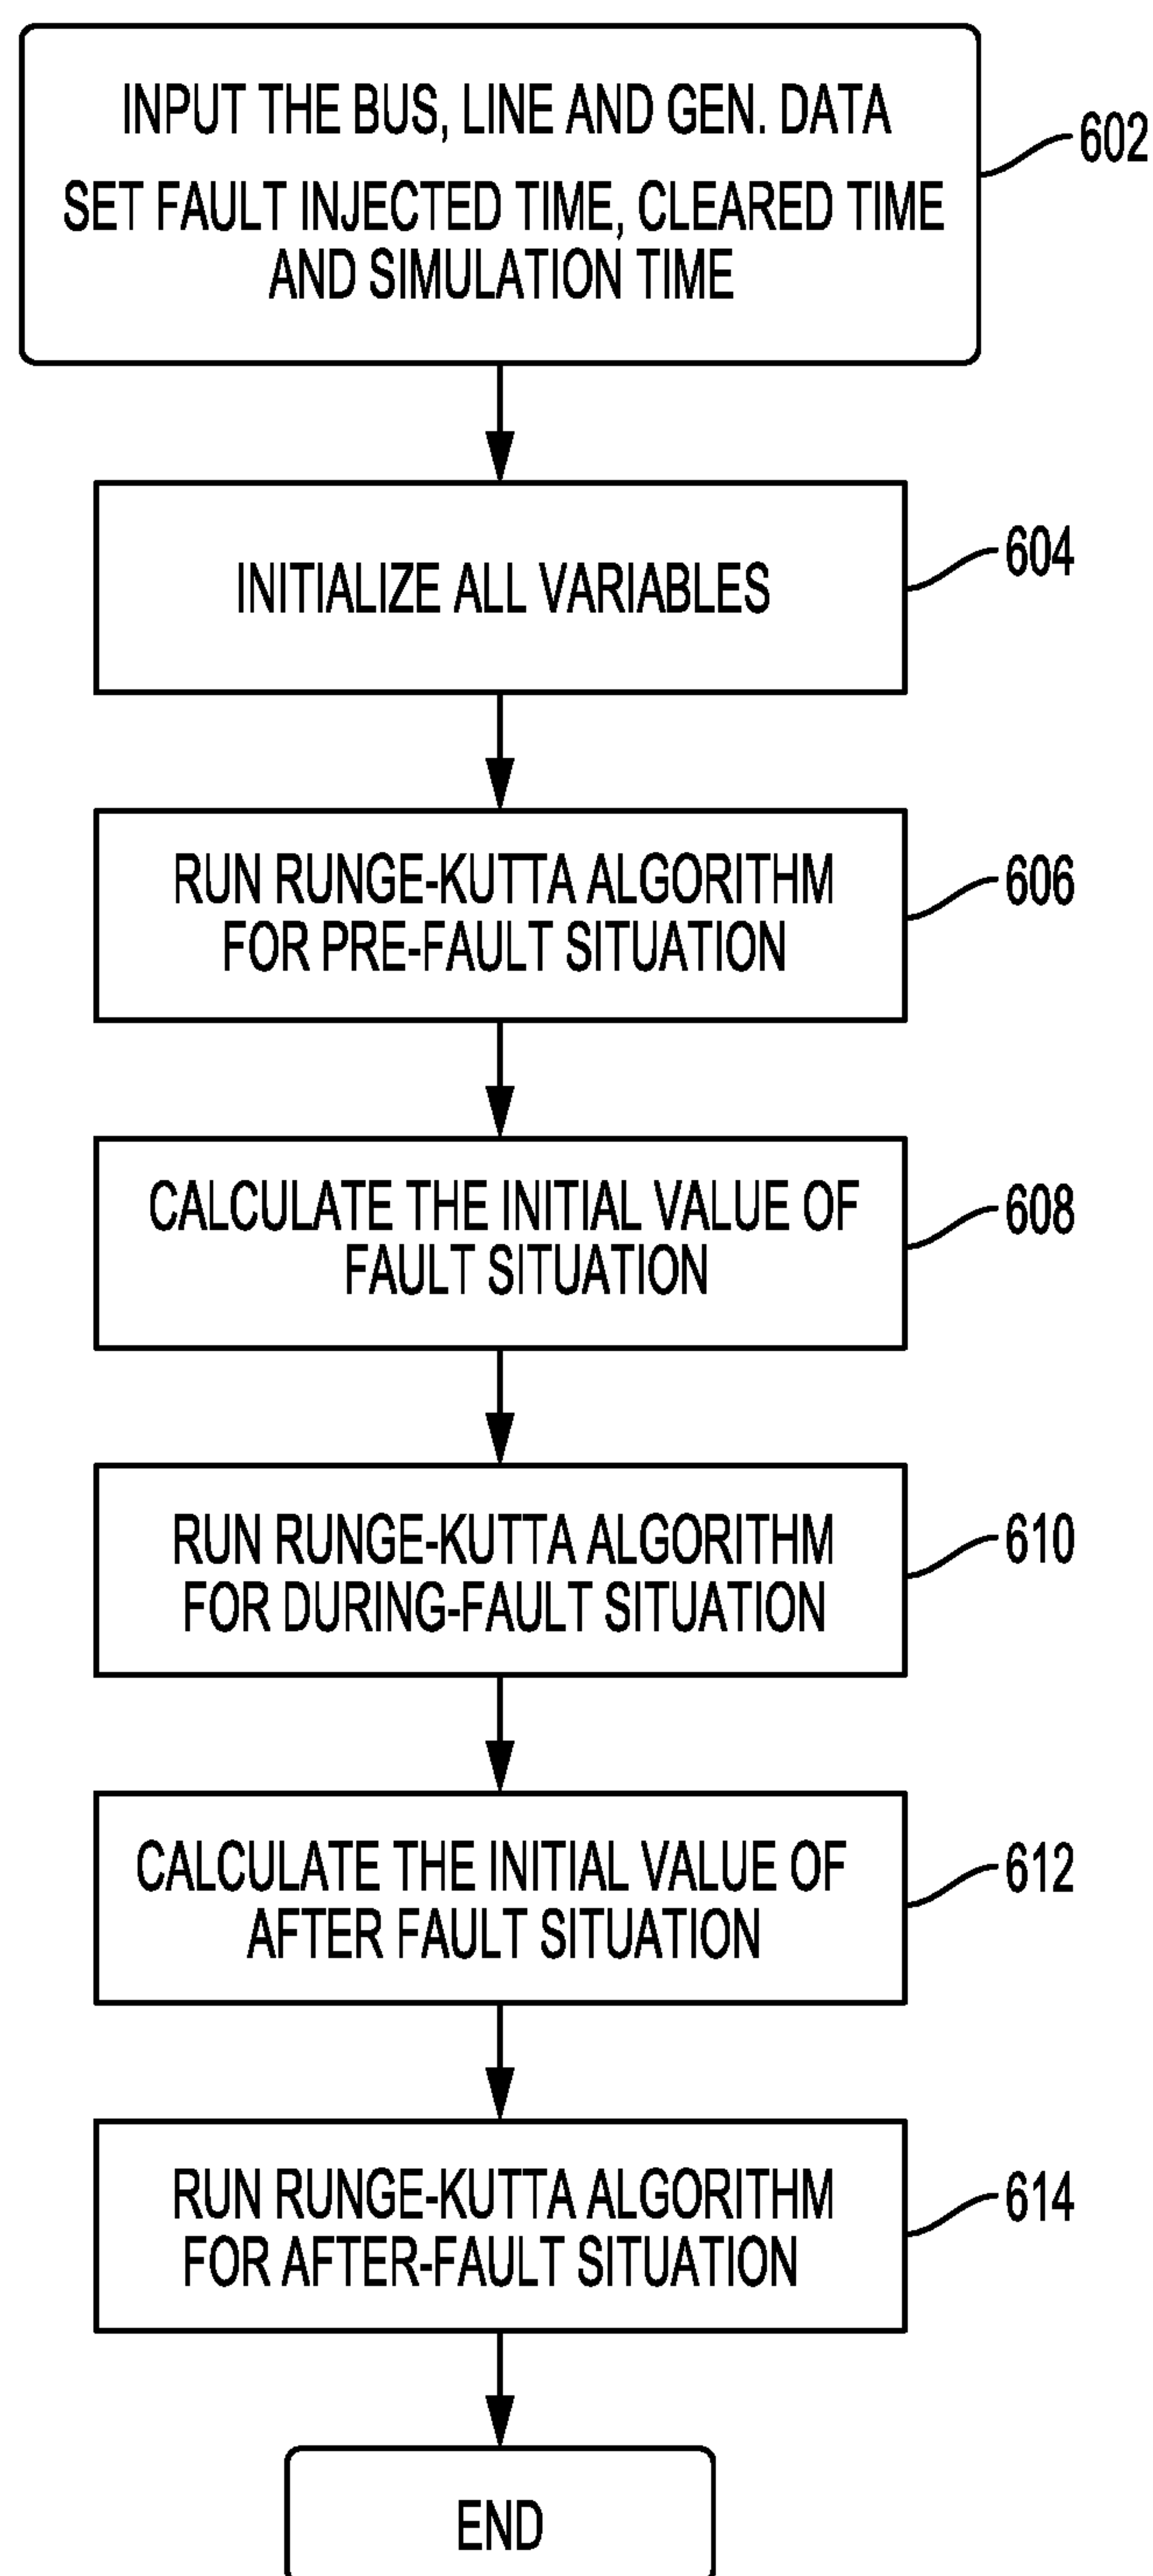 INPUT THE BUS, LINE AND GEN. DATA
SET FAULT INJECTED TIME, CLEARED TIME
AND SIMULATION TIME
602
INITIALIZE ALL VARIABLES
604
RUN RUNGE-KUTTA ALGORITHM
FOR PRE-FAULT SITUATION
606
CALCULATE THE INITIAL VALUE OF
FAULT SITUATION
608
RUN RUNGE-KUTTA ALGORITHM
FOR DURING-FAULT SITUATION
610
CALCULATE THE INITIAL VALUE OF
AFTER FAULT SITUATION
612
RUN RUNGE-KUTTA ALGORITHM
FOR AFTER-FAULT SITUATION
614
END